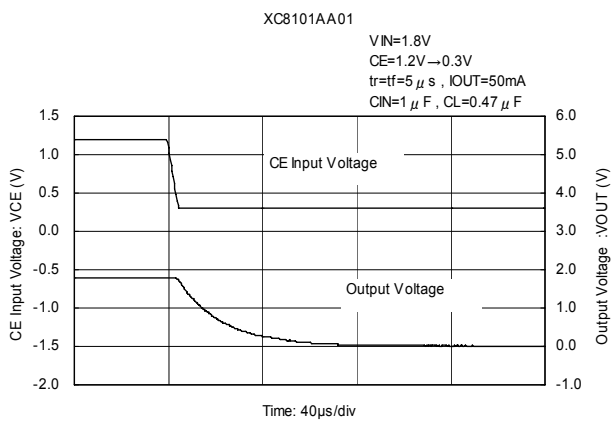 XC8101AA01
VIN=1.8V
CE=1.2V→0.3V
tr=tf=5μs , IOUT=50mA
CIN=1μF , CL=0.47μF
CE Input Voltage: VCE (V)
1.5
1.0
0.5
0.0
-0.5
-1.0
-1.5
-2.0
CE Input Voltage
Output Voltage
6.0
5.0
4.0
3.0
2.0
1.0
0.0
-1.0
Output Voltage :VOUT (V)
Time: 40μs/div